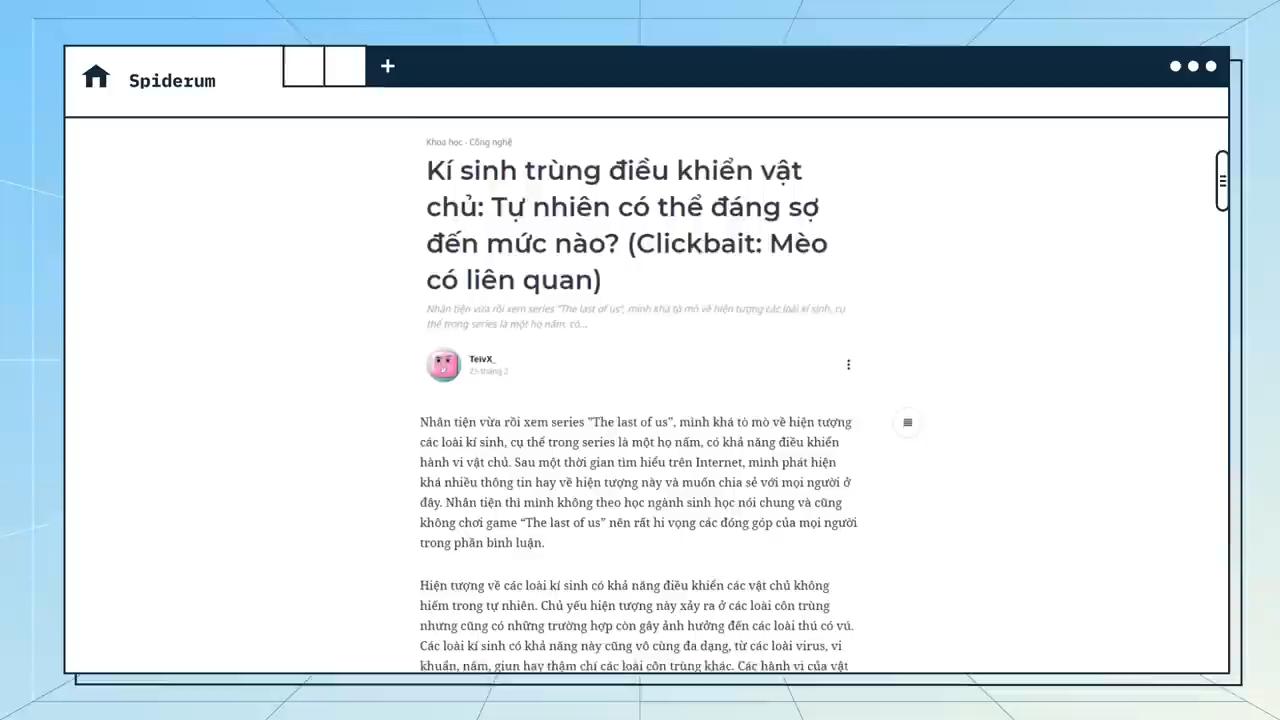 Spiderum
Khoa học - Công nghệ
Kí sinh trùng điều khiển vật
chủ: Tự nhiên có thể đáng sợ
đến mức nào? (Clickbait: Mèo
có liên quan)
Nhận tiện vừa rồi xem series "The last of us", mình khá tò mò về hiện tượng các loài kí sinh, cụ
thể trong series là một họ nấm, có...
TeivX_
25 tháng 2
Nhân tiện vừa rồi xem series "The last of us", mình khá tò mò về hiện tượng
các loài kí sinh, cụ thể trong series là một họ nấm, có khả năng điều khiển
hành vi vật chủ. Sau một thời gian tìm hiểu trên Internet, mình phát hiện
khá nhiều thông tin hay về hiện tượng này và muốn chia sẻ với mọi người ở
đây. Nhân tiện thì mình không theo học ngành sinh học nói chung và cũng
không chơi game “The last of us” nên rất hi vọng các đóng góp của mọi người
trong phần bình luận.
Hiện tượng về các loài kí sinh có khả năng điều khiển các vật chủ không
hiếm trong tự nhiên. Chủ yếu hiện tượng này xảy ra ở các loài côn trùng
nhưng cũng có những trường hợp còn gây ảnh hưởng đến các loài thú có vú.
Các loài kí sinh có khả năng này cũng vô cùng đa dạng, từ các loài virus, vi
khuẩn, nấm, giun hay thậm chí các loài côn trùng khác. Các hành vi của vật